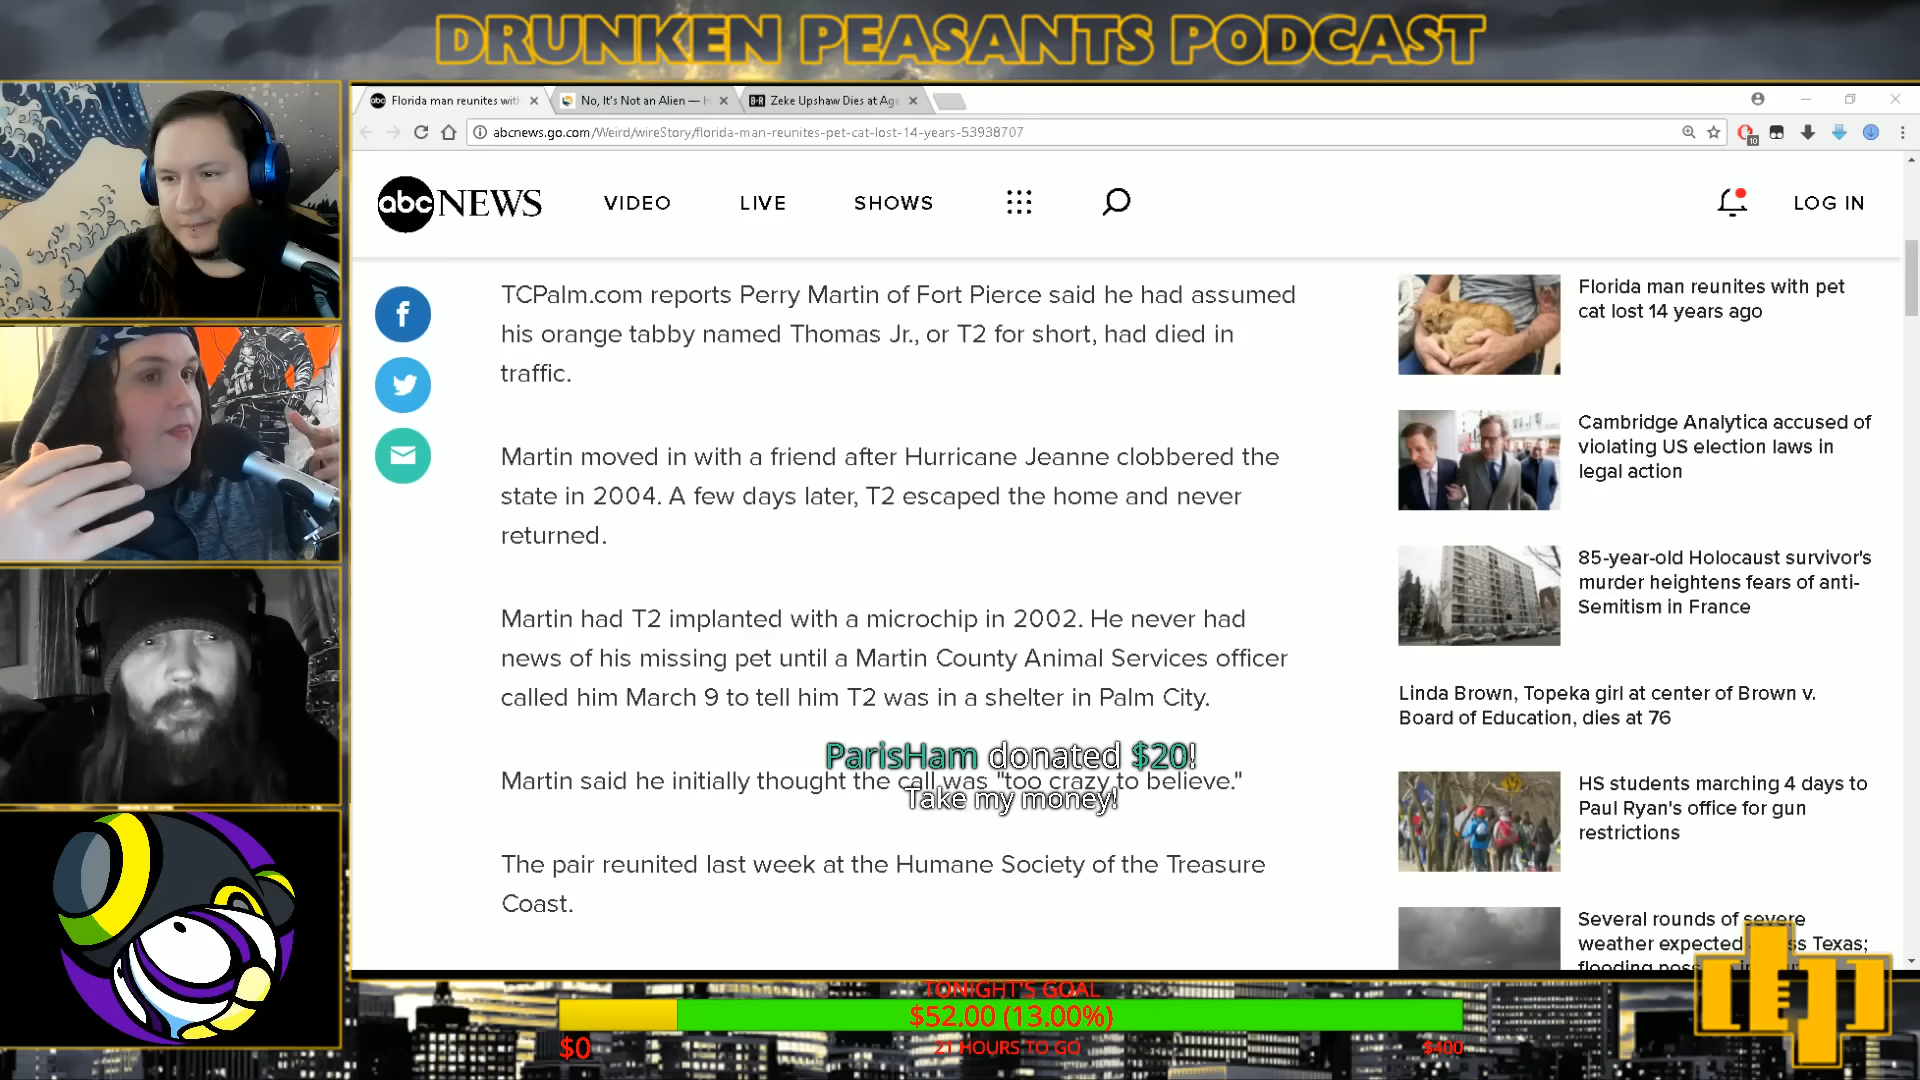 DRUNKEN PEASANTS PODCAST
Florida man reunites with
No, It's Not an Alien —
Zeke Upshaw Dies at Age
abcnews.go.com/Weird/wireStory/florida-man-reunites-pet-cat-lost-14-years-53938707
10
abc NEWS
VIDEO
LIVE
SHOWS
LOG IN
TCPalm.com reports Perry Martin of Fort Pierce said he had assumed
his orange tabby named Thomas Jr., or T2 for short, had died in
traffic.
Martin moved in with a friend after Hurricane Jeanne clobbered the
state in 2004. A few days later, T2 escaped the home and never
returned.
Martin had T2 implanted with a microchip in 2002. He never had
news of his missing pet until a Martin County Animal Services officer
called him March 9 to tell him T2 was in a shelter in Palm City.
Martin said he initially thought the call was "too crazy to believe."
The pair reunited last week at the Humane Society of the Treasure
Coast.
ParisHam donated $20!
Take my money!
Florida man reunites with pet
cat lost 14 years ago
Cambridge Analytica accused of
violating US election laws in
legal action
85-year-old Holocaust survivor's
murder heightens fears of anti-
Semitism in France
Linda Brown, Topeka girl at center of Brown v.
Board of Education, dies at 76
HS students marching 4 days to
Paul Ryan's office for gun
restrictions
Several rounds of severe
weather expected Texas;
flooding
TONIGHT'S GOAL
$52.00 (13.00%)
$0
21 HOURS TO GO
$400